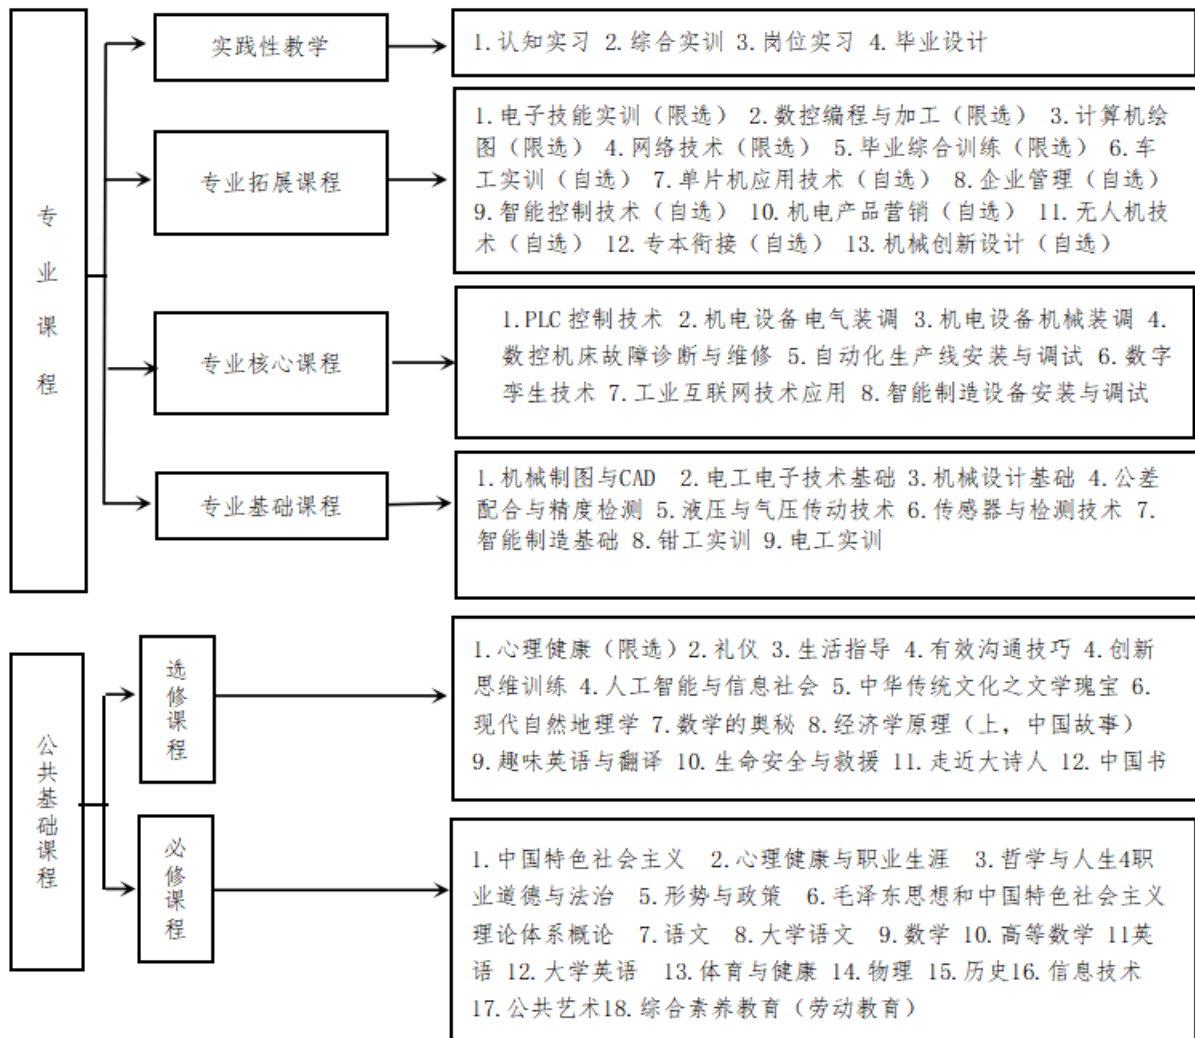 专业课程
实践性教学
1.认知实习 2.综合实训 3.岗位实习 4.毕业设计
专业拓展课程
1.电子技能实训（限选） 2.数控编程与加工（限选） 3.计算机绘
图（限选） 4.网络技术（限选） 5.毕业综合训练（限选） 6.车
工实训（自选） 7.单片机应用技术（自选） 8.企业管理（自选）
9.智能控制技术（自选） 10.机电产品营销（自选） 11.无人机技
术（自选） 12.专本衔接（自选） 13.机械创新设计（自选）
专业核心课程
1.PLC 控制技术 2.机电设备电气装调 3.机电设备机械装调 4.
数控机床故障诊断与维修 5.自动化生产线安装与调试 6.数字
孪生技术 7.工业互联网技术应用 8.智能制造设备安装与调试
专业基础课程
1.机械制图与CAD 2.电工电子技术基础 3.机械设计基础 4.公差
配合与精度检测 5.液压与气压传动技术 6.传感器与检测技术 7.
智能制造基础 8.钳工实训 9.电工实训
公共基础课程
选修课程
1.心理健康（限选）2.礼仪 3.生活指导 4.有效沟通技巧 4.创新
思维训练 4.人工智能与信息社会 5.中华传统文化之文学瑰宝 6.
现代自然地理学 7.数学的奥秘 8.经济学原理（上，中国故事）
9.趣味英语与翻译 10.生命安全与救援 11.走近大诗人 12.中国书
必修课程
1.中国特色社会主义 2.心理健康与职业生涯 3.哲学与人生4职
业道德与法治 5.形势与政策 6.毛泽东思想和中国特色社会主义
理论体系概论 7.语文 8.大学语文 9.数学 10.高等数学 11英
语 12.大学英语 13.体育与健康 14.物理 15.历史16.信息技术
17.公共艺术18.综合素养教育（劳动教育）